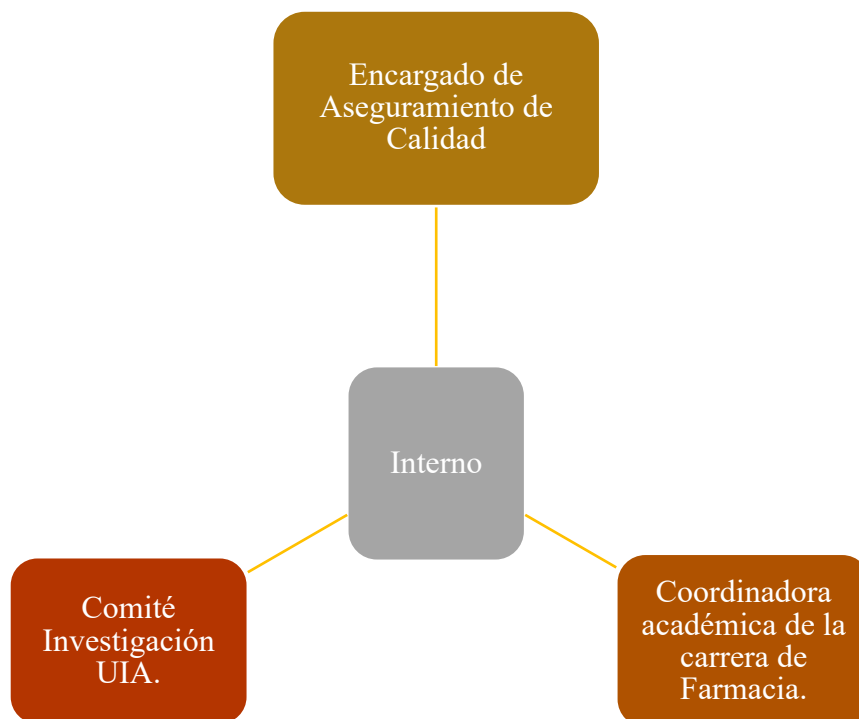 Encargado de
Aseguramiento de
Calidad
Interno
Comité
Investigación
UIA.
Coordinadora
académica de la
carrera de
Farmacia.